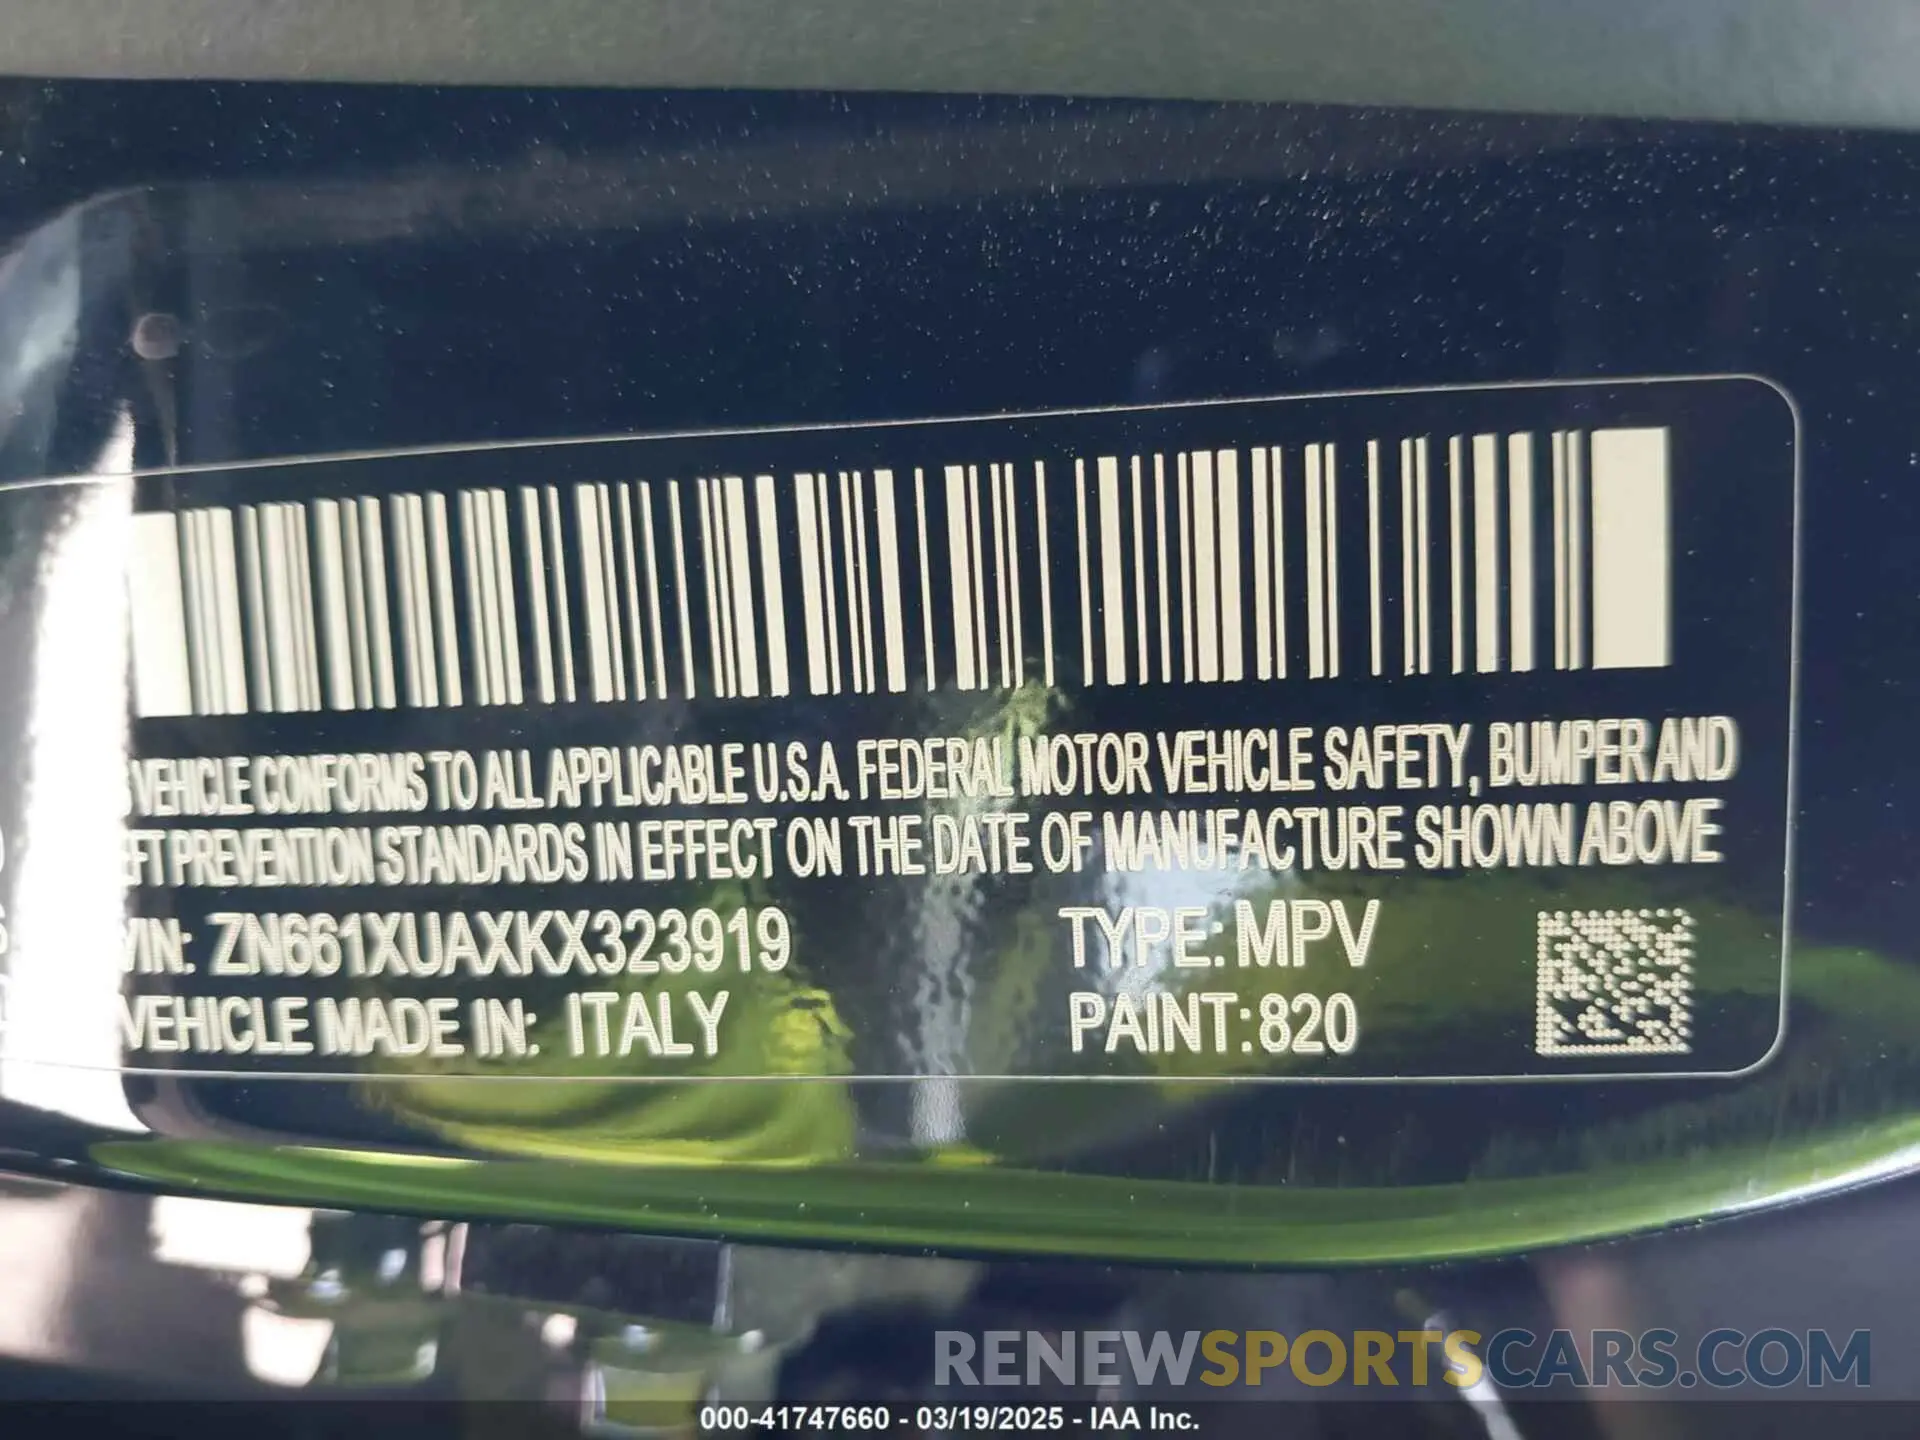 VEHICLE CONFORMS TO ALL APPLICABLE U.S.A. FEDERAL MOTOR VEHICLE SAFETY, BUMPER AND
PREVENTION STANDARDS IN EFFECT ON THE DATE OF MANUFACTURE SHOWN ABOVE
VIN: ZN661XUAXKX323919 TYPE: MPV
VEHICLE MADE IN: ITALY PAINT: 820
RENEWSPORTSCARS.COM
000-41747660 - 03/19/2025 - IAA Inc.